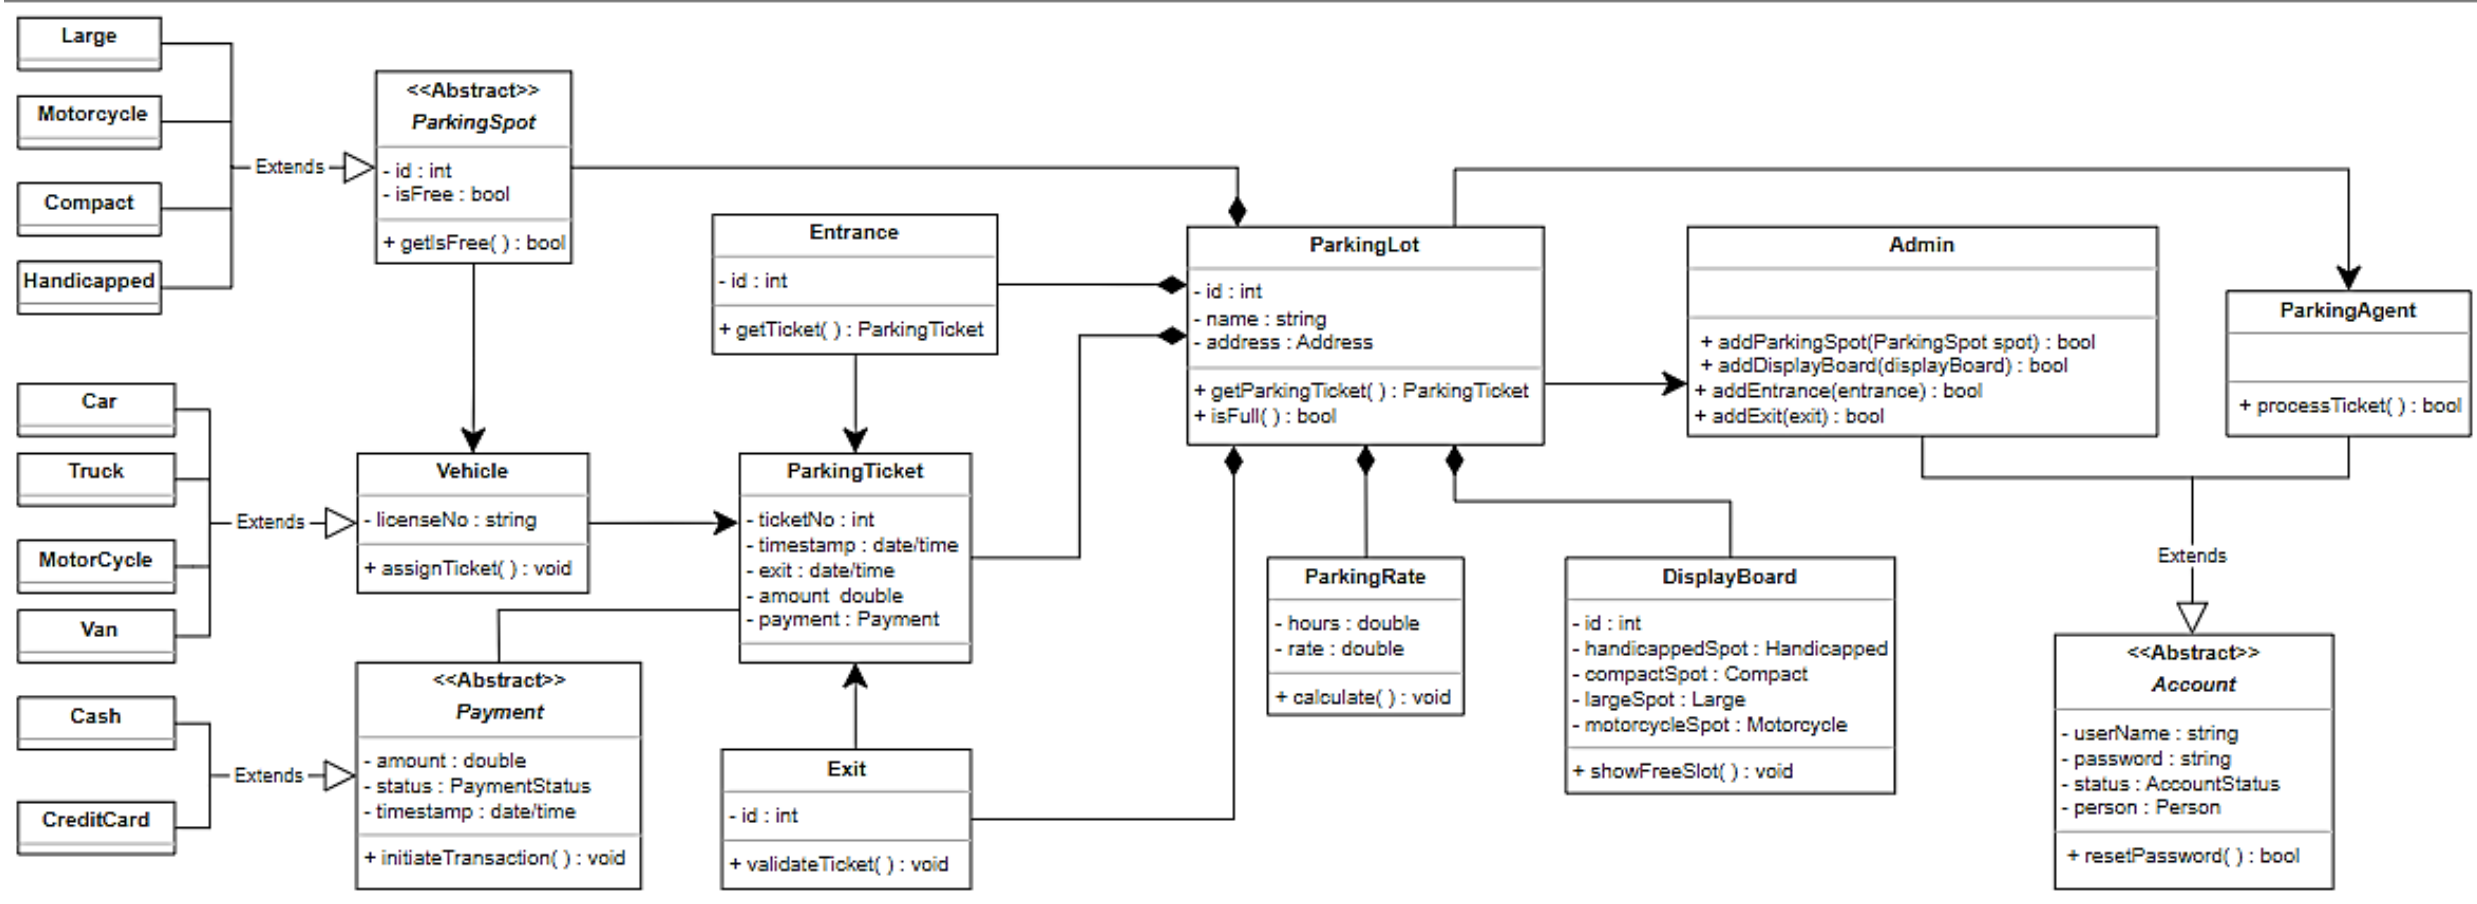 Large
Motorcycle
Compact
Handicapped
Extends
<<Abstract>>
ParkingSpot
- id : int
- isFree : bool
+ getIsFree( ) : bool
Entrance
- id : int
+ getTicket( ) : ParkingTicket
ParkingLot
- id : int
- name : string
- address : Address
+ getParkingTicket( ) : ParkingTicket
+ isFull( ) : bool
Admin
+ addParkingSpot(ParkingSpot spot) : bool
+ addDisplayBoard(displayBoard) : bool
+ addEntrance(entrance) : bool
+ addExit(exit) : bool
ParkingAgent
+ processTicket( ) : bool
Car
Truck
MotorCycle
Van
Extends
Vehicle
- licenseNo : string
+ assignTicket( ) : void
ParkingTicket
- ticketNo : int
- timestamp : date/time
- exit : date/time
- amount  double
- payment : Payment
Cash
CreditCard
Extends
<<Abstract>>
Payment
- amount : double
- status : PaymentStatus
- timestamp : date/time
+ initiateTransaction( ) : void
Exit
- id : int
+ validateTicket( ) : void
ParkingRate
- hours : double
- rate : double
+ calculate( ) : void
DisplayBoard
- id : int
- handicappedSpot : Handicapped
- compactSpot : Compact
- largeSpot : Large
- motorcycleSpot : Motorcycle
+ showFreeSlot( ) : void
Extends
<<Abstract>>
Account
- userName : string
- password : string
- status : AccountStatus
- person : Person
+ resetPassword( ) : bool